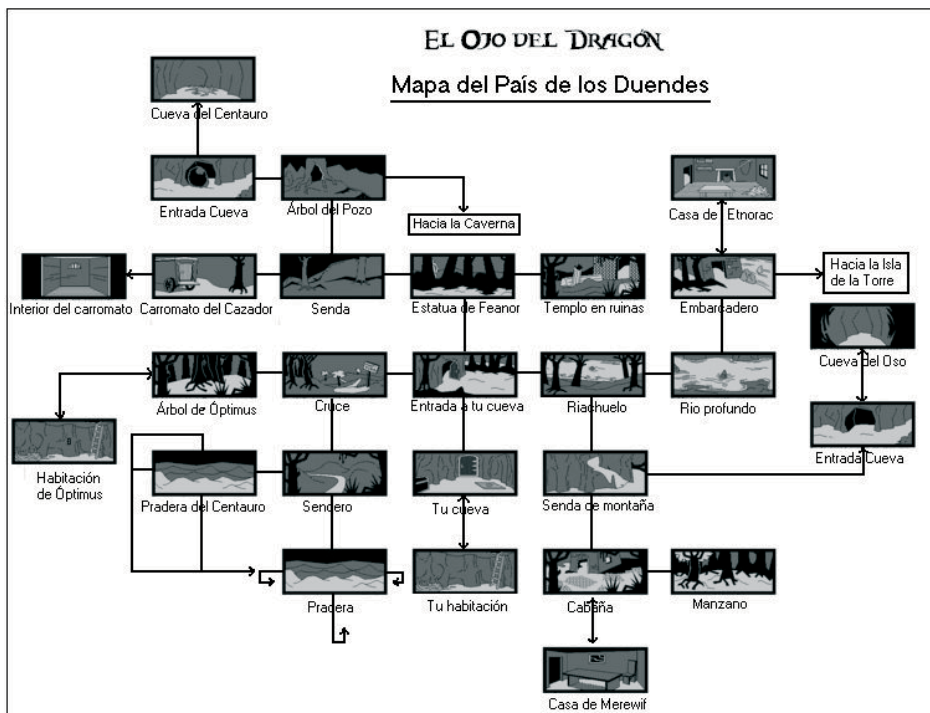 El Ojo del Dragón
Mapa del País de los Duendes
Cueva del Centauro
Entrada Cueva
Árbol del Pozo
Hacia la Caverna
Casa de Etnorac
Interior del carromato
Carromato del Cazador
Senda
Estatua de Feanor
Templo en ruinas
Embarcadero
Hacia la Isla
de la Torre
Cueva del Oso
Árbol de Óptimus
Cruce
Entrada a tu cueva
Riachuelo
Rio profundo
Entrada Cueva
Habitación
de Óptimus
Pradera del Centauro
Sendero
Tu cueva
Senda de montaña
Pradera
Tu habitación
Cabaña
Manzano
Casa de Merewif